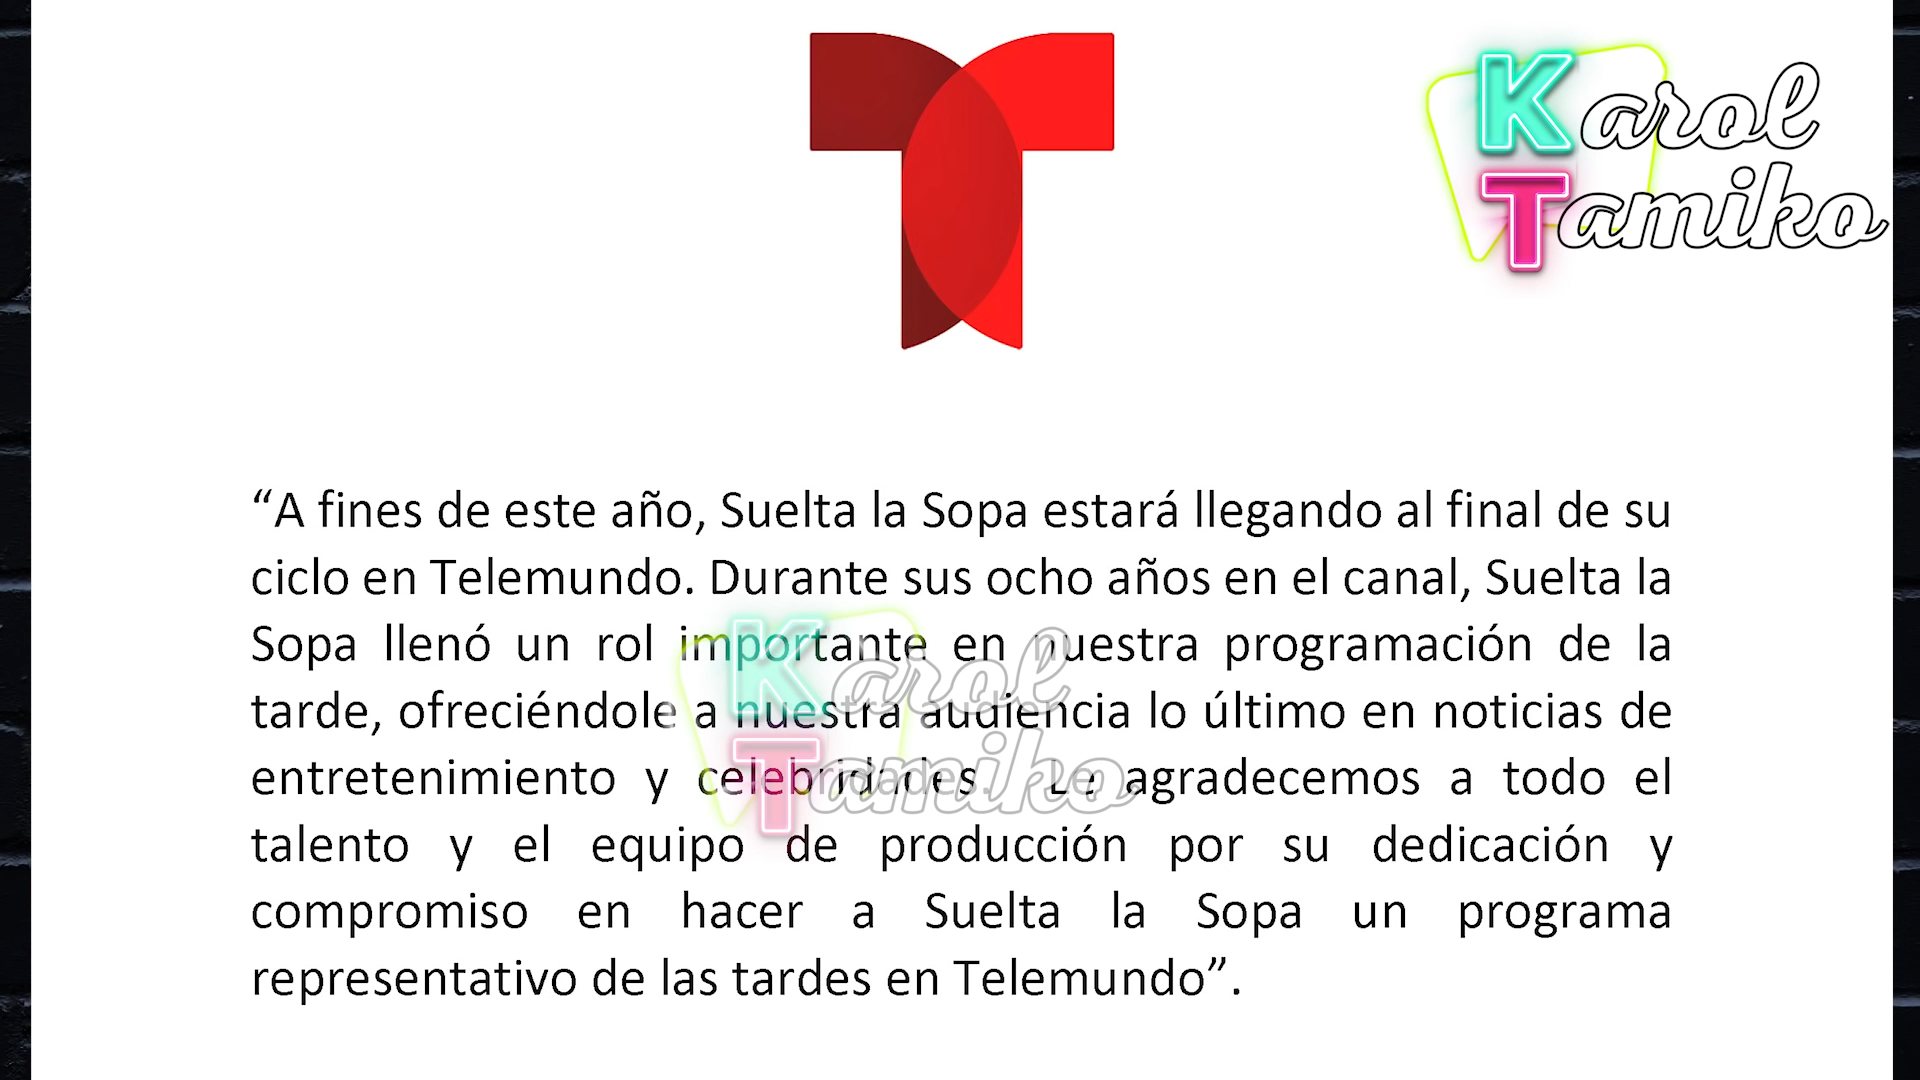 Karol
Tamiko
“A fines de este año, Suelta la Sopa estará llegando al final de su
ciclo en Telemundo. Durante sus ocho años en el canal, Suelta la
Sopa llenó un rol importante en nuestra programación de la
tarde, ofreciéndole a nuestra audiencia lo último en noticias de
entretenimiento y celebridades. Le agradecemos a todo el
talento y el equipo de producción por su dedicación y
compromiso en hacer a Suelta la Sopa un programa
representativo de las tardes en Telemundo”.
Karol
Tamiko